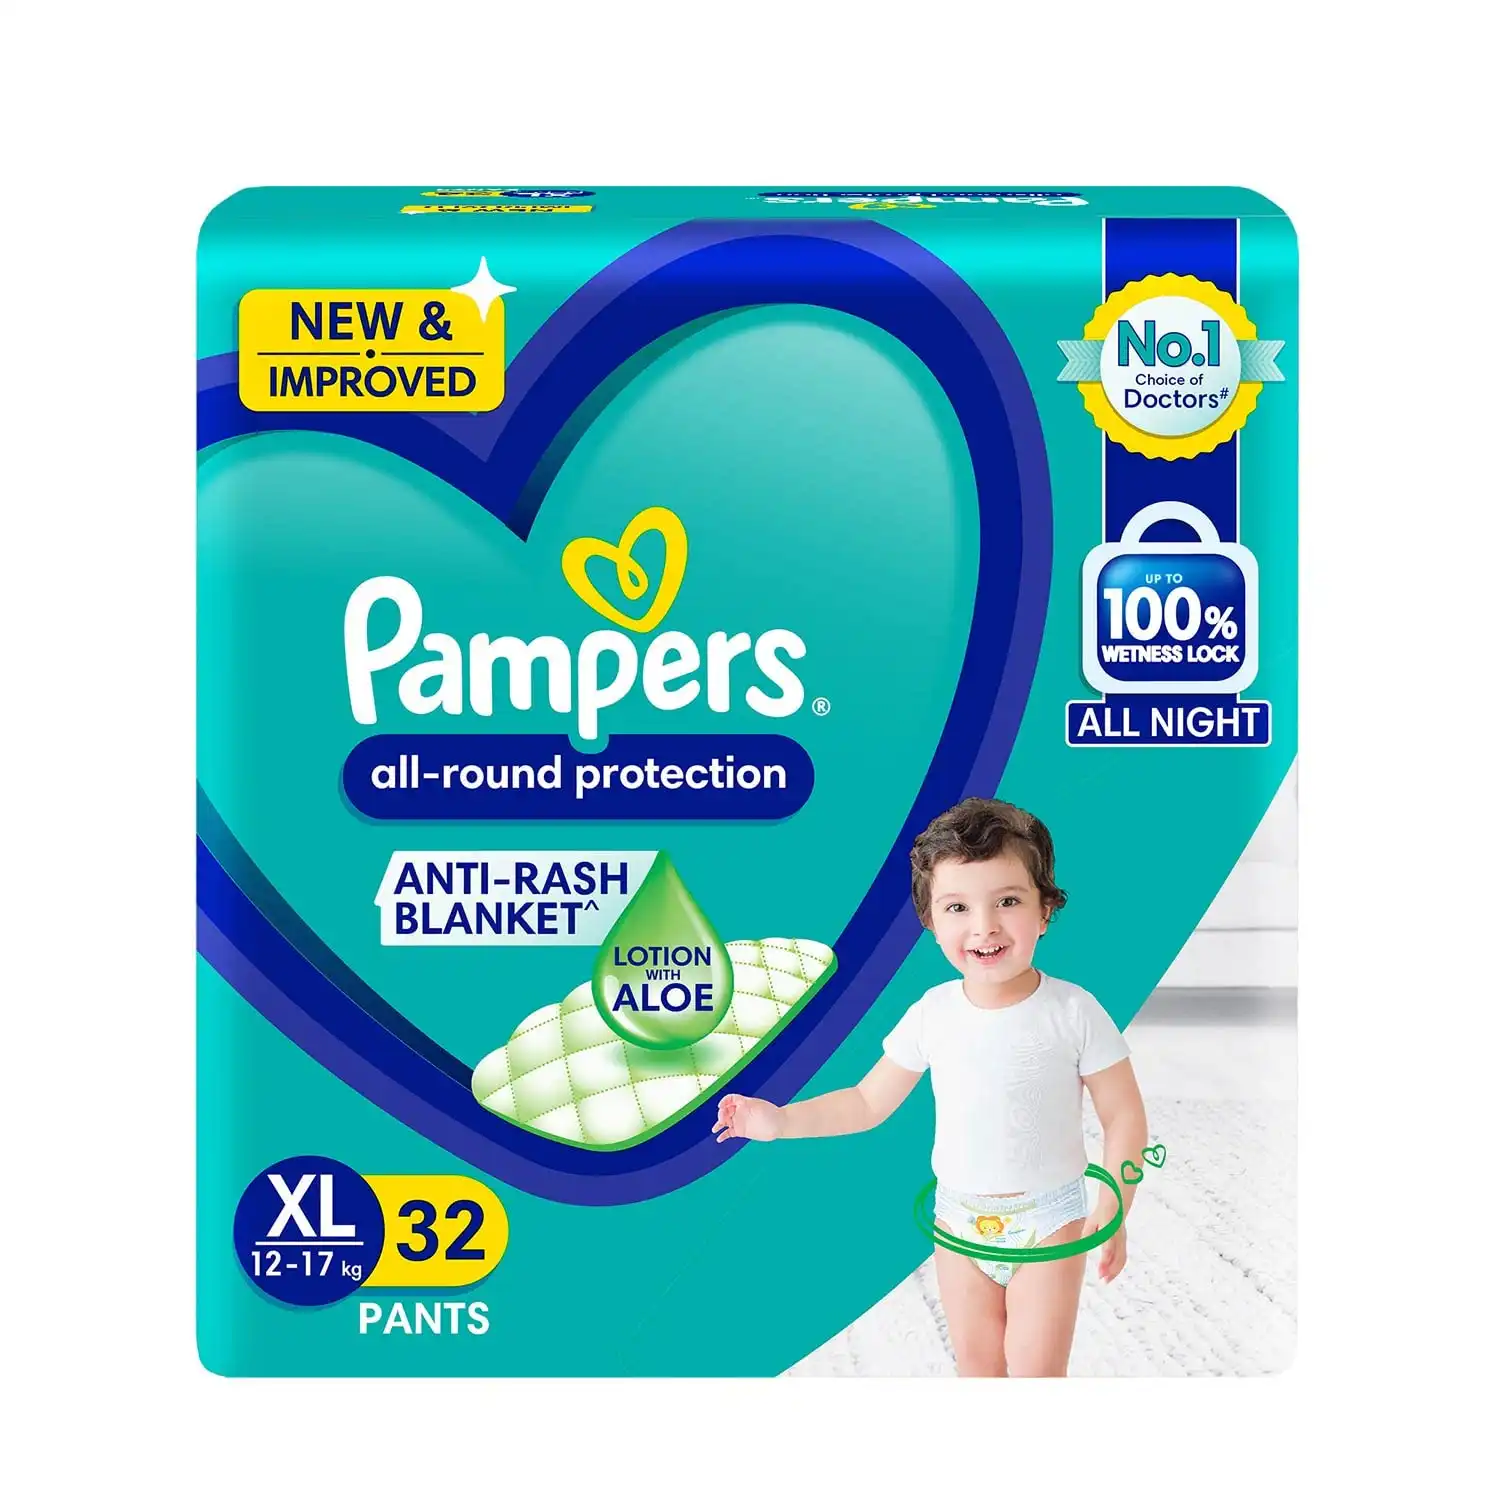 NEW &
IMPROVED
No.1
Choice of
Doctors#
UP TO
100%
WETNESS LOCK
ALL NIGHT
Pampers®
all-round protection
ANTI-RASH
BLANKET^
LOTION
WITH
ALOE
XL
12-17 kg
32
PANTS